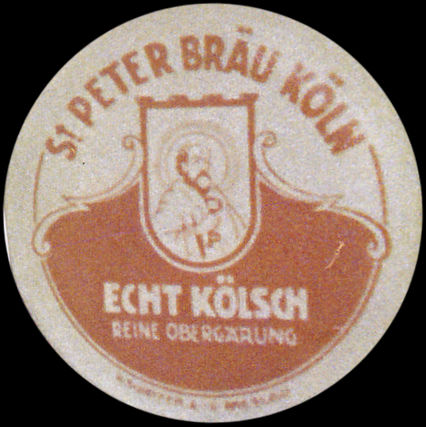 St PETER BRÄU KÖLN
ECHT KÖLSCH
REINE OBERGÄRUNG